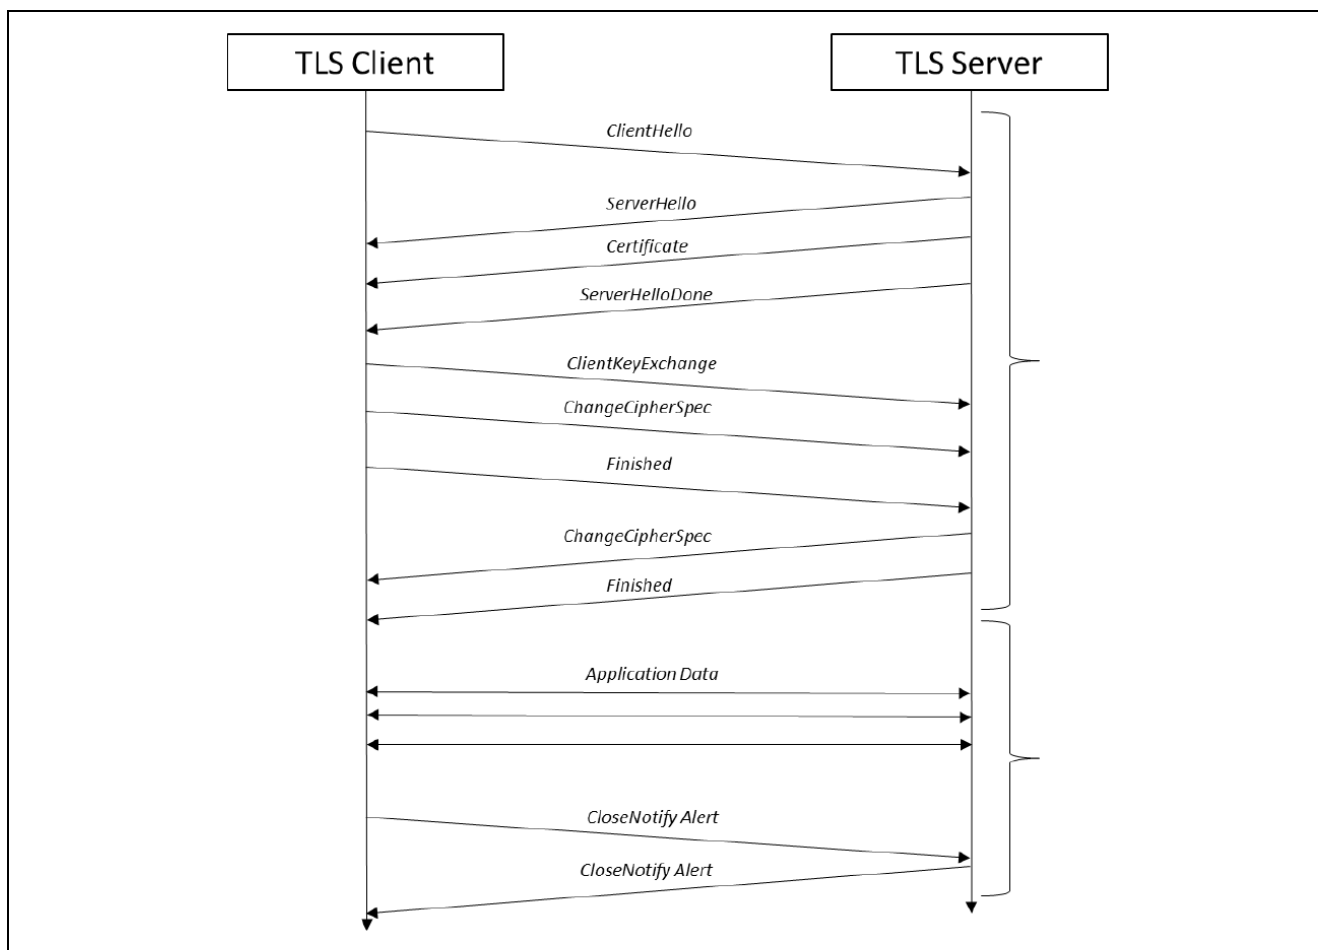 TLS Client
TLS Server
ClientHello
ServerHello
Certificate
ServerHelloDone
ClientKeyExchange
ChangeCipherSpec
Finished
ChangeCipherSpec
Finished
Application Data
CloseNotify Alert
CloseNotify Alert